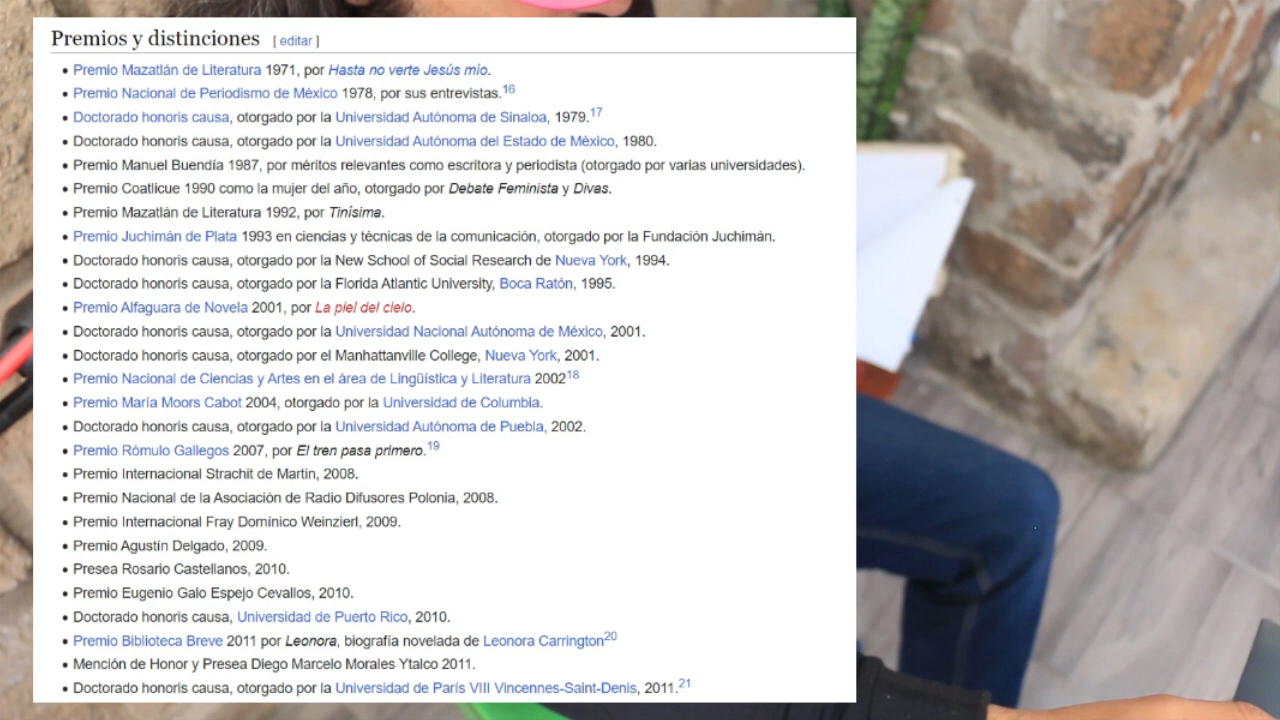 Premios y distinciones [ editar ]
• Premio Mazatlán de Literatura 1971, por Hasta no verte Jesús mío.
• Premio Nacional de Periodismo de México 1978, por sus entrevistas.16
• Doctorado honoris causa, otorgado por la Universidad Autónoma de Sinaloa, 1979.17
• Doctorado honoris causa, otorgado por la Universidad Autónoma del Estado de México, 1980.
• Premio Manuel Buendía 1987, por méritos relevantes como escritora y periodista (otorgado por varias universidades).
• Premio Coatlicue 1990 como la mujer del año, otorgado por Debate Feminista y Divas.
• Premio Mazatlán de Literatura 1992, por Tinísima.
• Premio Juchimán de Plata 1993 en ciencias y técnicas de la comunicación, otorgado por la Fundación Juchimán.
• Doctorado honoris causa, otorgado por la New School of Social Research de Nueva York, 1994.
• Doctorado honoris causa, otorgado por la Florida Atlantic University, Boca Ratón, 1995.
• Premio Alfaguara de Novela 2001, por La piel del cielo.
• Doctorado honoris causa, otorgado por la Universidad Nacional Autónoma de México, 2001.
• Doctorado honoris causa, otorgado por el Manhattanville College, Nueva York, 2001.
• Premio Nacional de Ciencias y Artes en el área de Lingüística y Literatura 200218
• Premio María Moors Cabot 2004, otorgado por la Universidad de Columbia.
• Doctorado honoris causa, otorgado por la Universidad Autónoma de Puebla, 2002.
• Premio Rómulo Gallegos 2007, por El tren pasa primero.19
• Premio Internacional Strachit de Martin, 2008.
• Premio Nacional de la Asociación de Radio Difusores Polonia, 2008.
• Premio Internacional Fray Domínico Weinzierl, 2009.
• Premio Agustín Delgado, 2009.
• Presea Rosario Castellanos, 2010.
• Premio Eugenio Galo Espejo Cevallos, 2010.
• Doctorado honoris causa, Universidad de Puerto Rico, 2010.
• Premio Biblioteca Breve 2011 por Leonora, biografía novelada de Leonora Carrington20
• Mención de Honor y Presea Diego Marcelo Morales Ytalco 2011.
• Doctorado honoris causa, otorgado por la Universidad de París VIII Vincennes-Saint-Denis, 2011.21